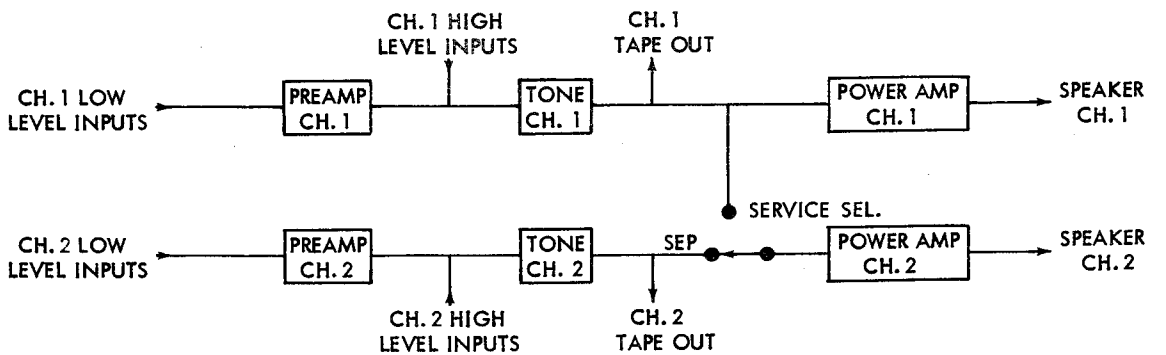 CH. 1 HIGH
LEVEL INPUTS
CH. 1
TAPE OUT
CH. 1 LOW
LEVEL INPUTS
PREAMP
CH. 1
TONE
CH. 1
POWER AMP
CH. 1
SPEAKER
CH. 1
SERVICE SEL.
CH. 2 LOW
LEVEL INPUTS
PREAMP
CH. 2
TONE
CH. 2
SEP
POWER AMP
CH. 2
SPEAKER
CH. 2
CH. 2 HIGH
LEVEL INPUTS
CH. 2
TAPE OUT